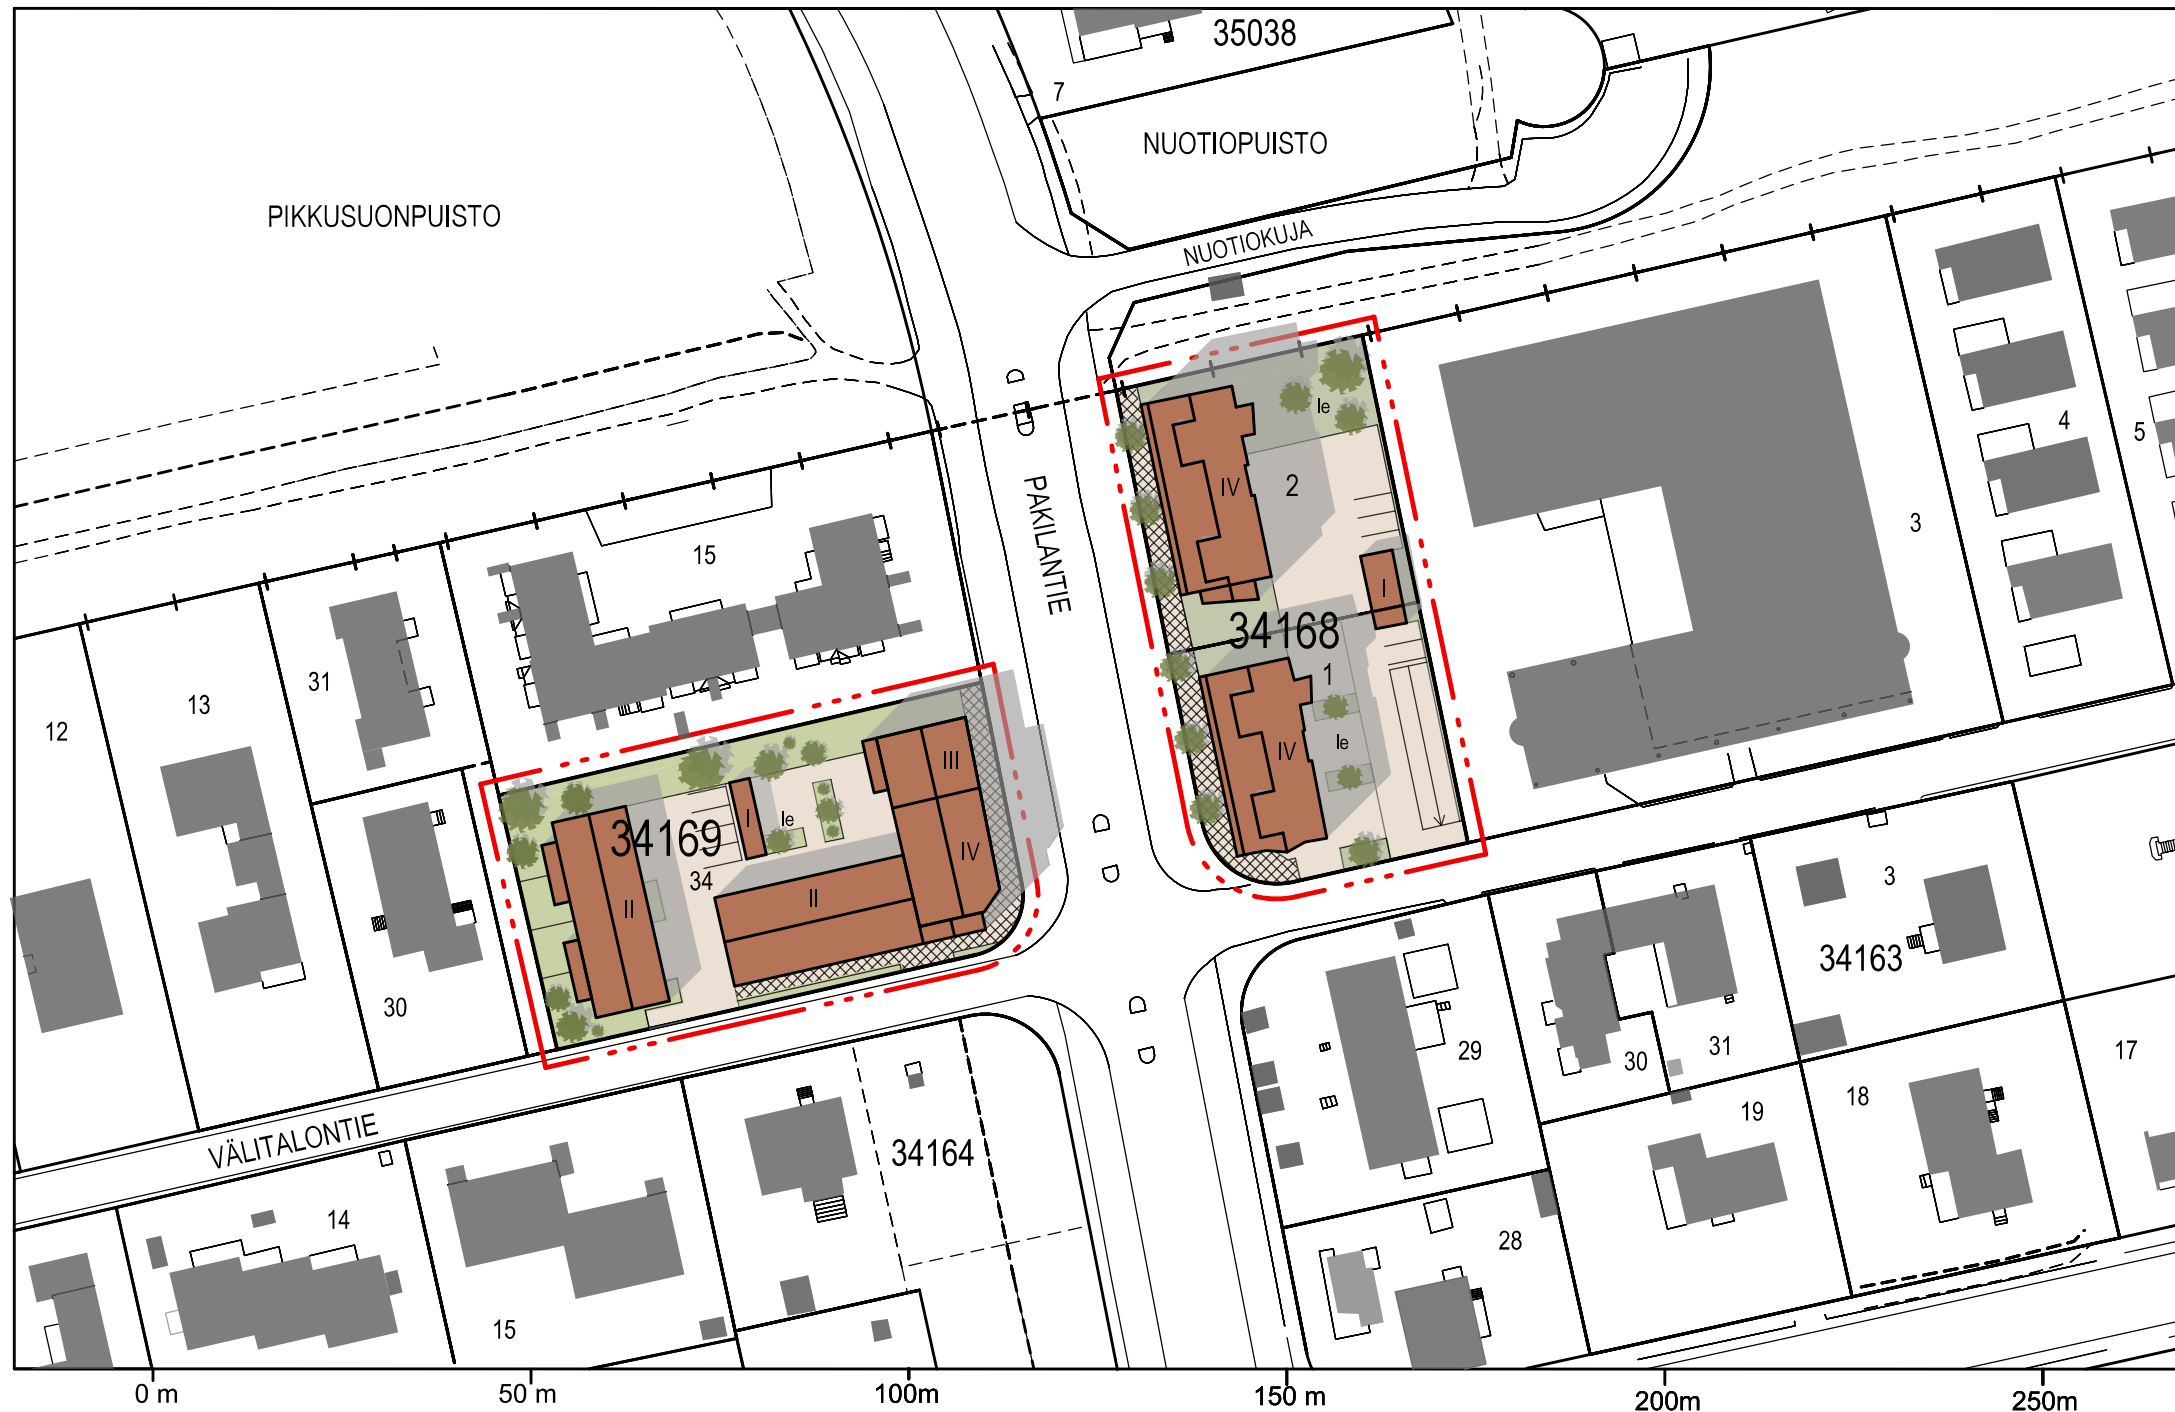 35038
7
NUOTIOPUISTO
PIKKUSUONPUISTO
NUOTIOKUJA
PAKILANTIE
le
IV
2
4
5
3
15
I
34168
1
31
13
12
IV
le
III
34169
I
le
IV
34
II
II
30
3
34163
29
30
31
17
18
19
VÄLITALONTIE
34164
14
28
15
0 m
50 m
100m
150 m
200m
250m